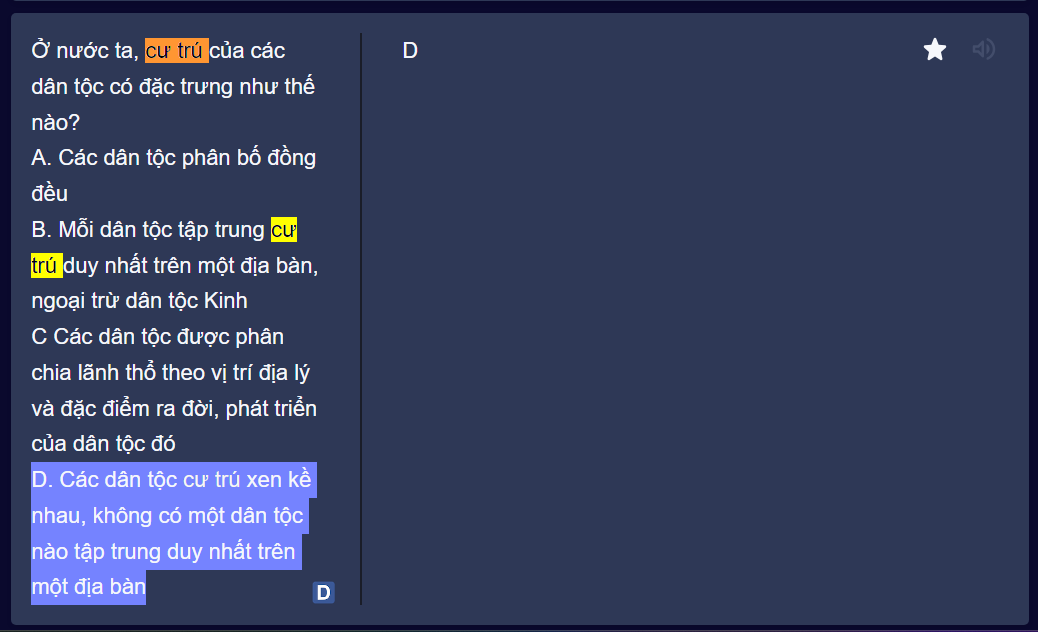 Ở nước ta, cư trú của các
dân tộc có đặc trưng như thế
nào?
A. Các dân tộc phân bố đồng
đều
B. Mỗi dân tộc tập trung cư
trú duy nhất trên một địa bàn,
ngoại trừ dân tộc Kinh
C Các dân tộc được phân
chia lãnh thổ theo vị trí địa lý
và đặc điểm ra đời, phát triển
của dân tộc đó
D. Các dân tộc cư trú xen kề
nhau, không có một dân tộc
nào tập trung duy nhất trên
một địa bàn
D
D